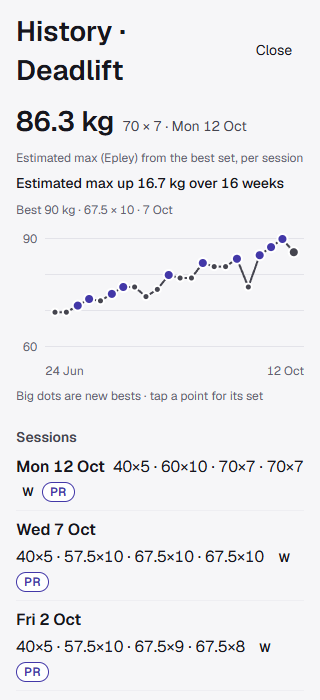 History ·
Deadlift
Close
86.3 kg 70 × 7 · Mon 12 Oct
Estimated max (Epley) from the best set, per session
Estimated max up 16.7 kg over 16 weeks
Best 90 kg · 67.5 × 10 · 7 Oct
90
60
24 Jun 12 Oct
Big dots are new bests · tap a point for its set
Sessions
Mon 12 Oct 40×5 · 60×10 · 70×7 · 70×7
W PR
Wed 7 Oct
40×5 · 57.5×10 · 67.5×10 · 67.5×10 W
PR
Fri 2 Oct
40×5 · 57.5×10 · 67.5×9 · 67.5×8 W
PR